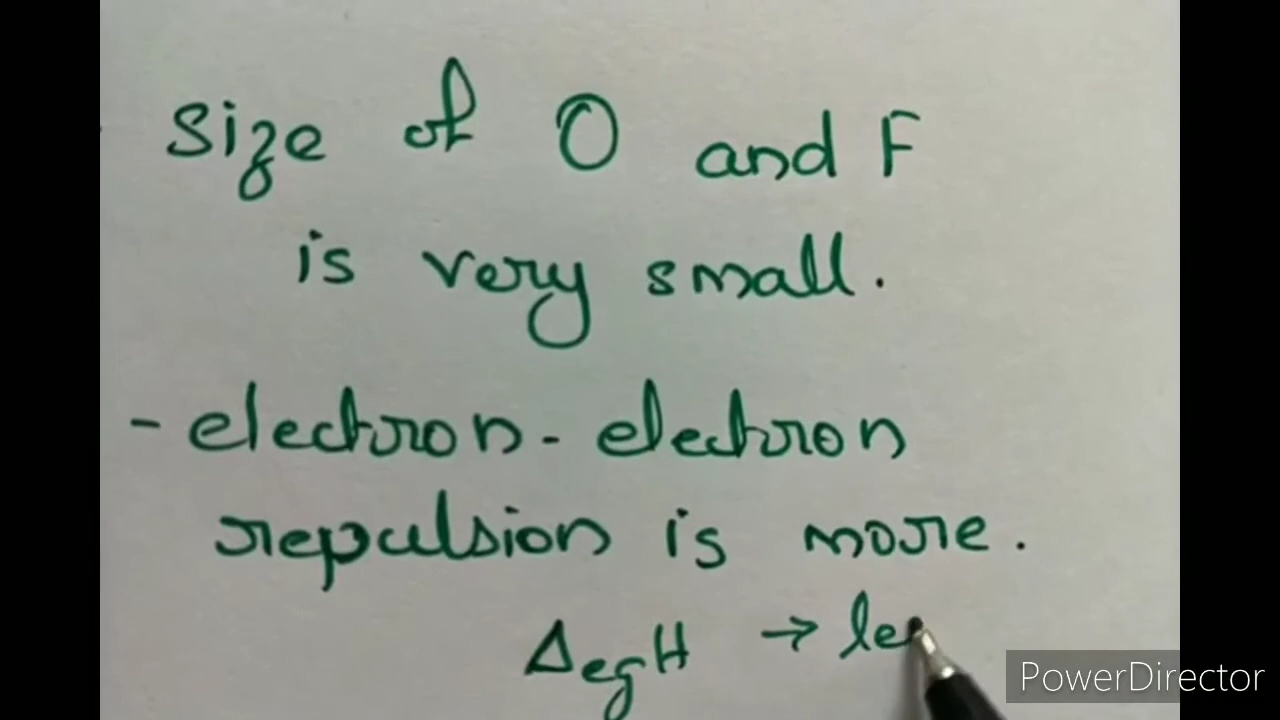 Size of O and F
is very small.
- electron - electron
repulsion is more.
ΔegH →
PowerDirector